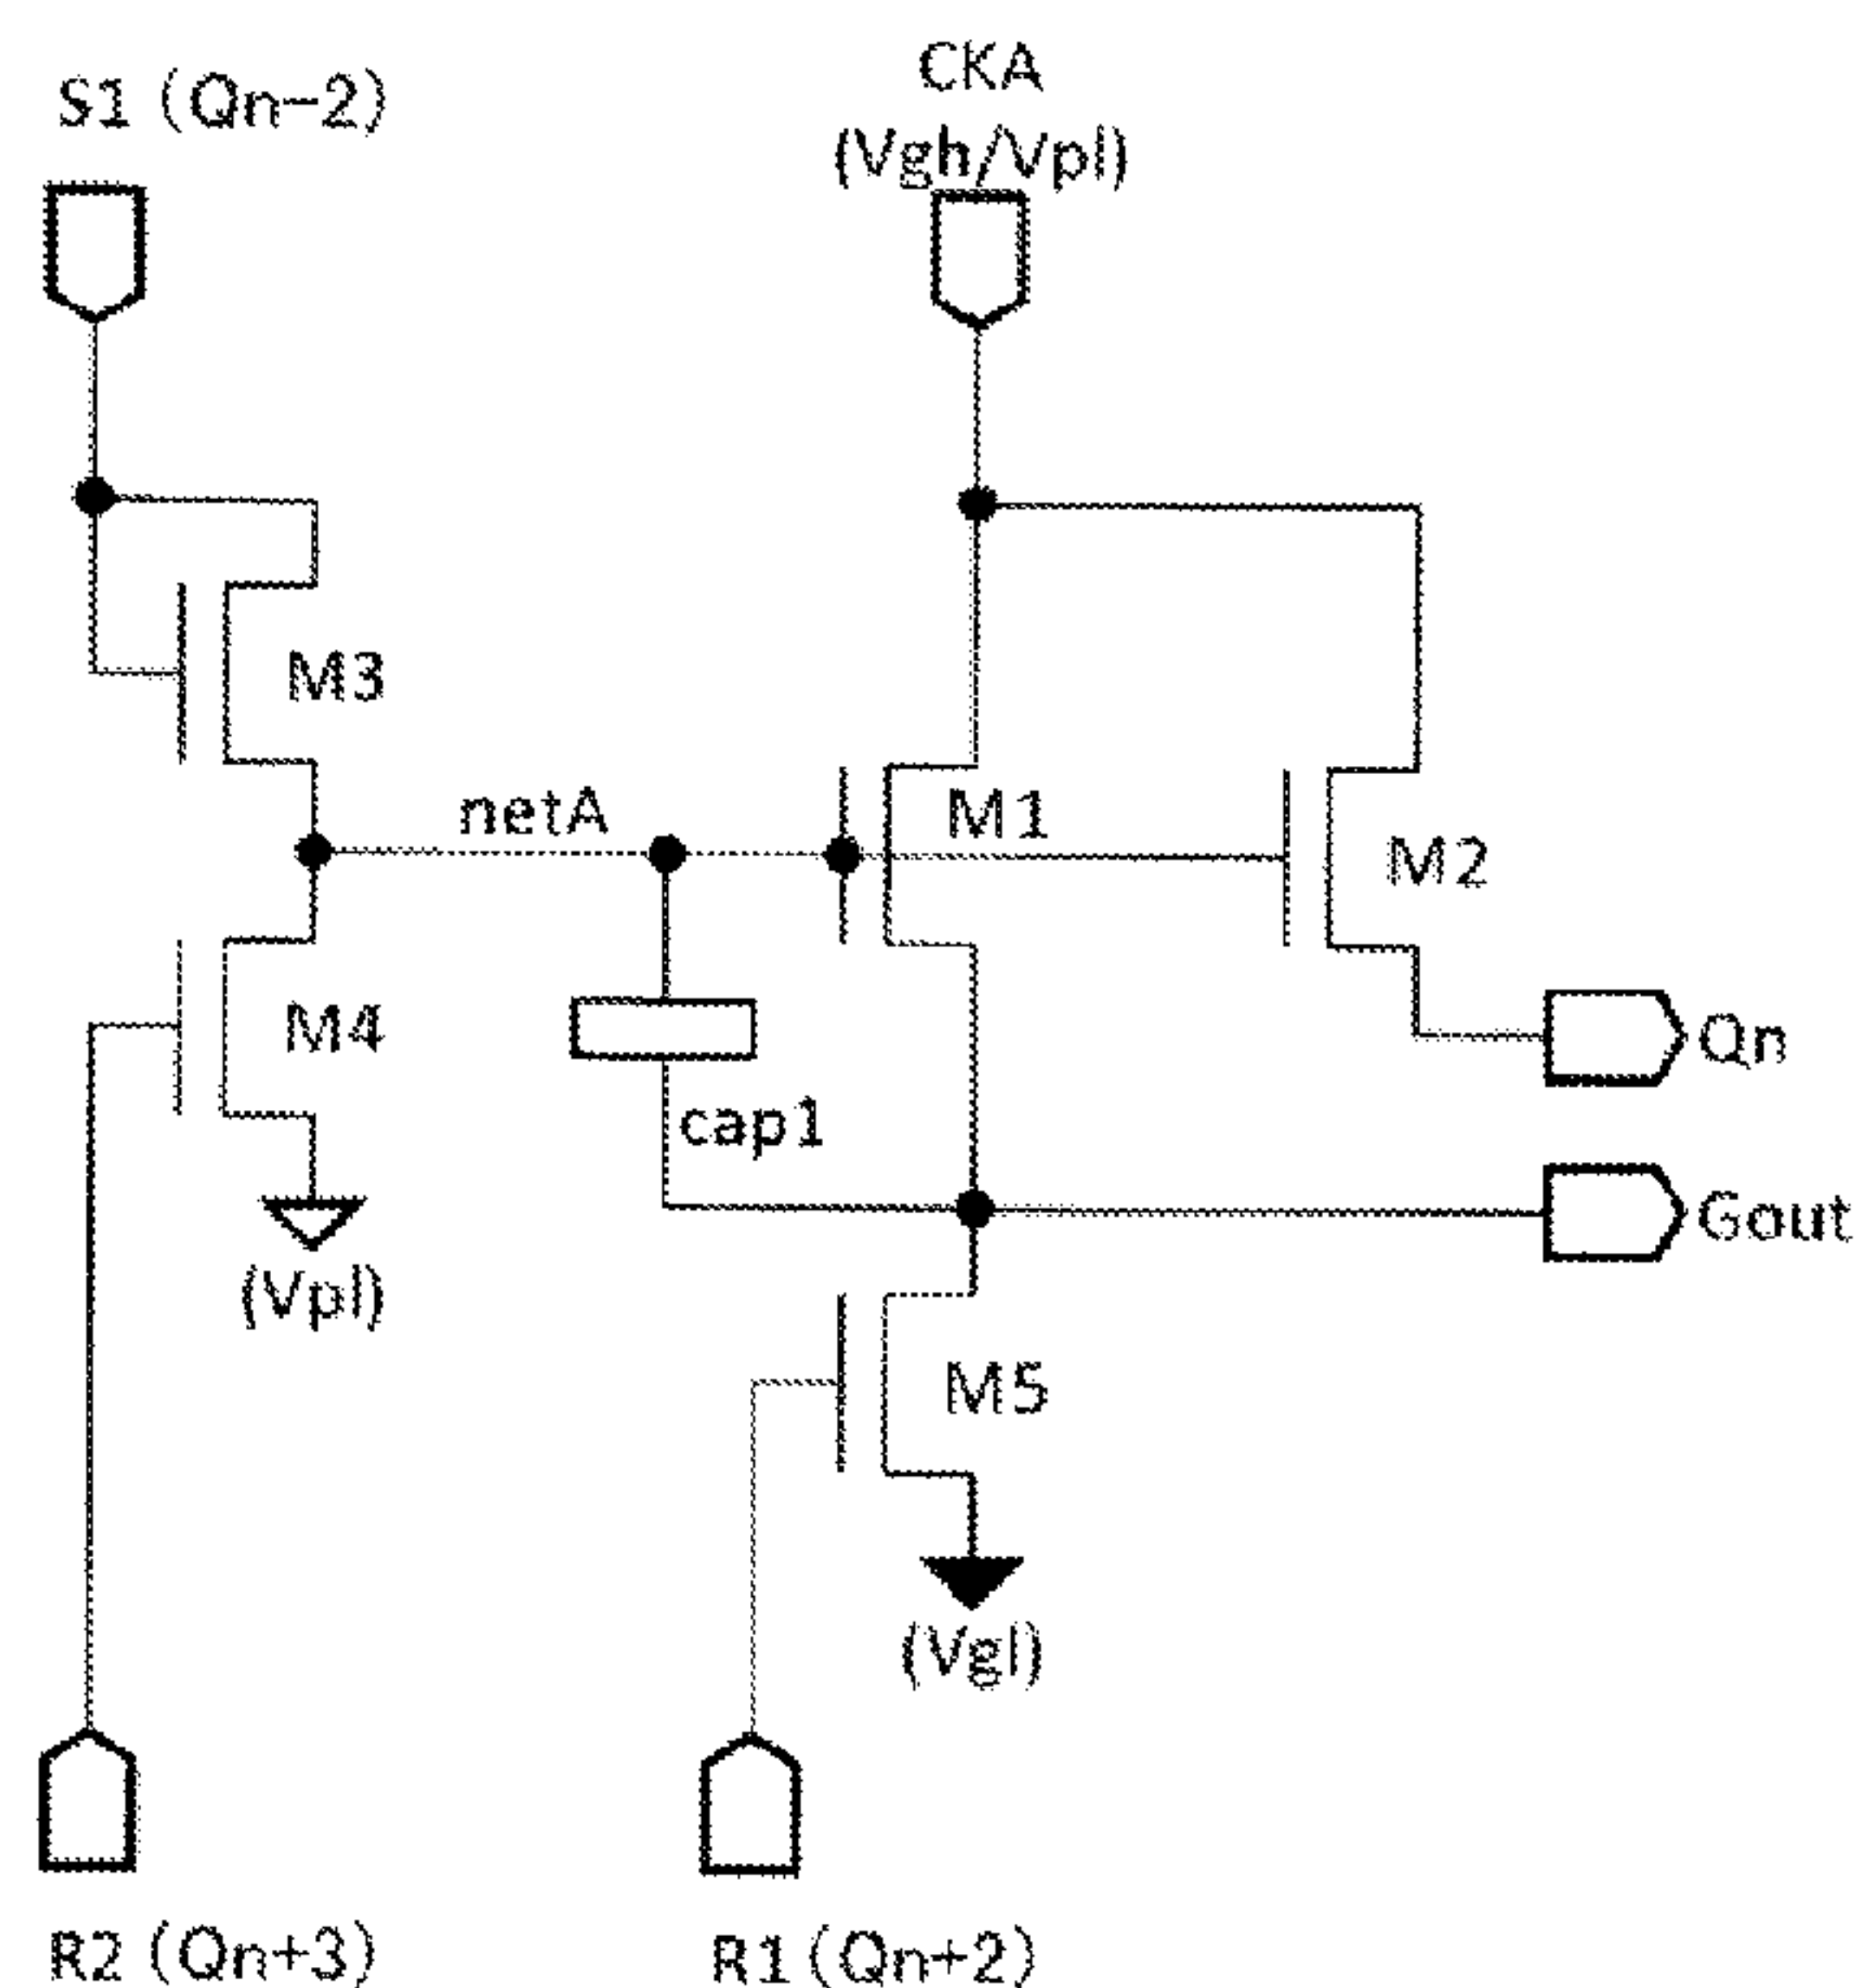 S1 (Qn-2)
CKA
(Vgh/Vpl)
M3
netA
M1
M2
M4
Qn
cap1
Gout
(Vpl)
M5
(Vgl)
R2 (Qn+3)
R1 (Qn+2)